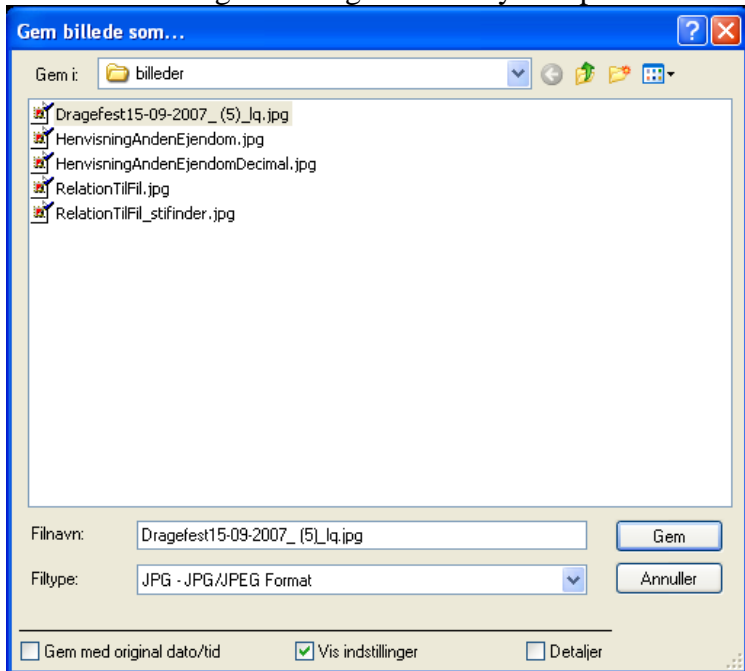 Gem billede som...
Gem i: billeder
Dragefest15-09-2007_ (5)_lq.jpg
HenvisningAndenEjendom.jpg
HenvisningAndenEjendomDecimal.jpg
RelationTilFil.jpg
RelationTilFil_stifinder.jpg
Filnavn: Dragefest15-09-2007_ (5)_lq.jpg Gem
Filtype: JPG - JPG/JPEG Format Annuller
Gem med original dato/tid Vis indstillinger Detaljer